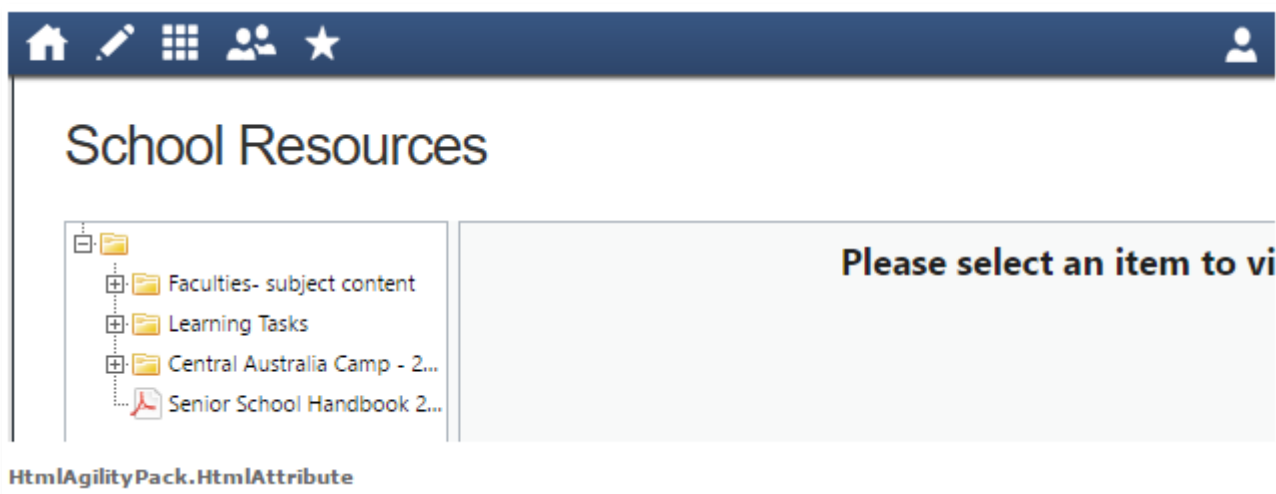 School Resources
Please select an item to vi
Faculties- subject content
Learning Tasks
Central Australia Camp - 2...
Senior School Handbook 2...
HtmlAgilityPack.HtmlAttribute